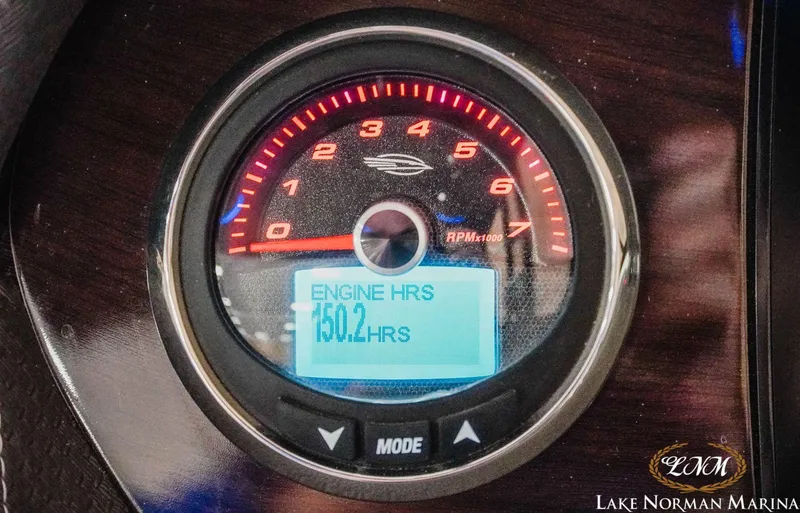 0 1 2 3 4 5 6 7
RPMx1000
ENGINE HRS
150.2HRS
MODE
LNM
LAKE NORMAN MARINA